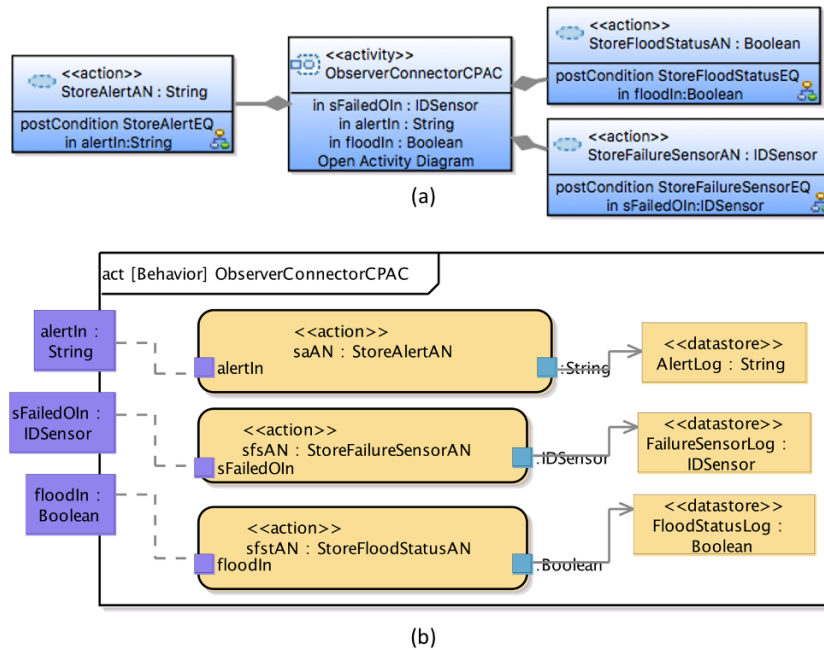 <<action>>
StoreAlertAN : String
postCondition StoreAlertEQ
in alertIn:String
<<activity>>
ObserverConnectorCPAC
in sFailedOIn : IDSensor
in alertIn : String
in floodIn : Boolean
Open Activity Diagram
<<action>>
StoreFloodStatusAN : Boolean
postCondition StoreFloodStatusEQ
in floodIn:Boolean
<<action>>
StoreFailureSensorAN : IDSensor
postCondition StoreFailureSensorEQ
in sFailedOIn:IDSensor
(a)
act [Behavior] ObserverConnectorCPAC
alertIn :
String
<<action>>
saAN : StoreAlertAN
alertIn
:String
<<datastore>>
AlertLog : String
sFailedOIn :
IDSensor
<<action>>
sfsAN : StoreFailureSensorAN
sFailedOIn
:IDSensor
<<datastore>>
FailureSensorLog :
IDSensor
floodIn :
Boolean
<<action>>
sfstAN : StoreFloodStatusAN
floodIn
:Boolean
<<datastore>>
FloodStatusLog :
Boolean
(b)